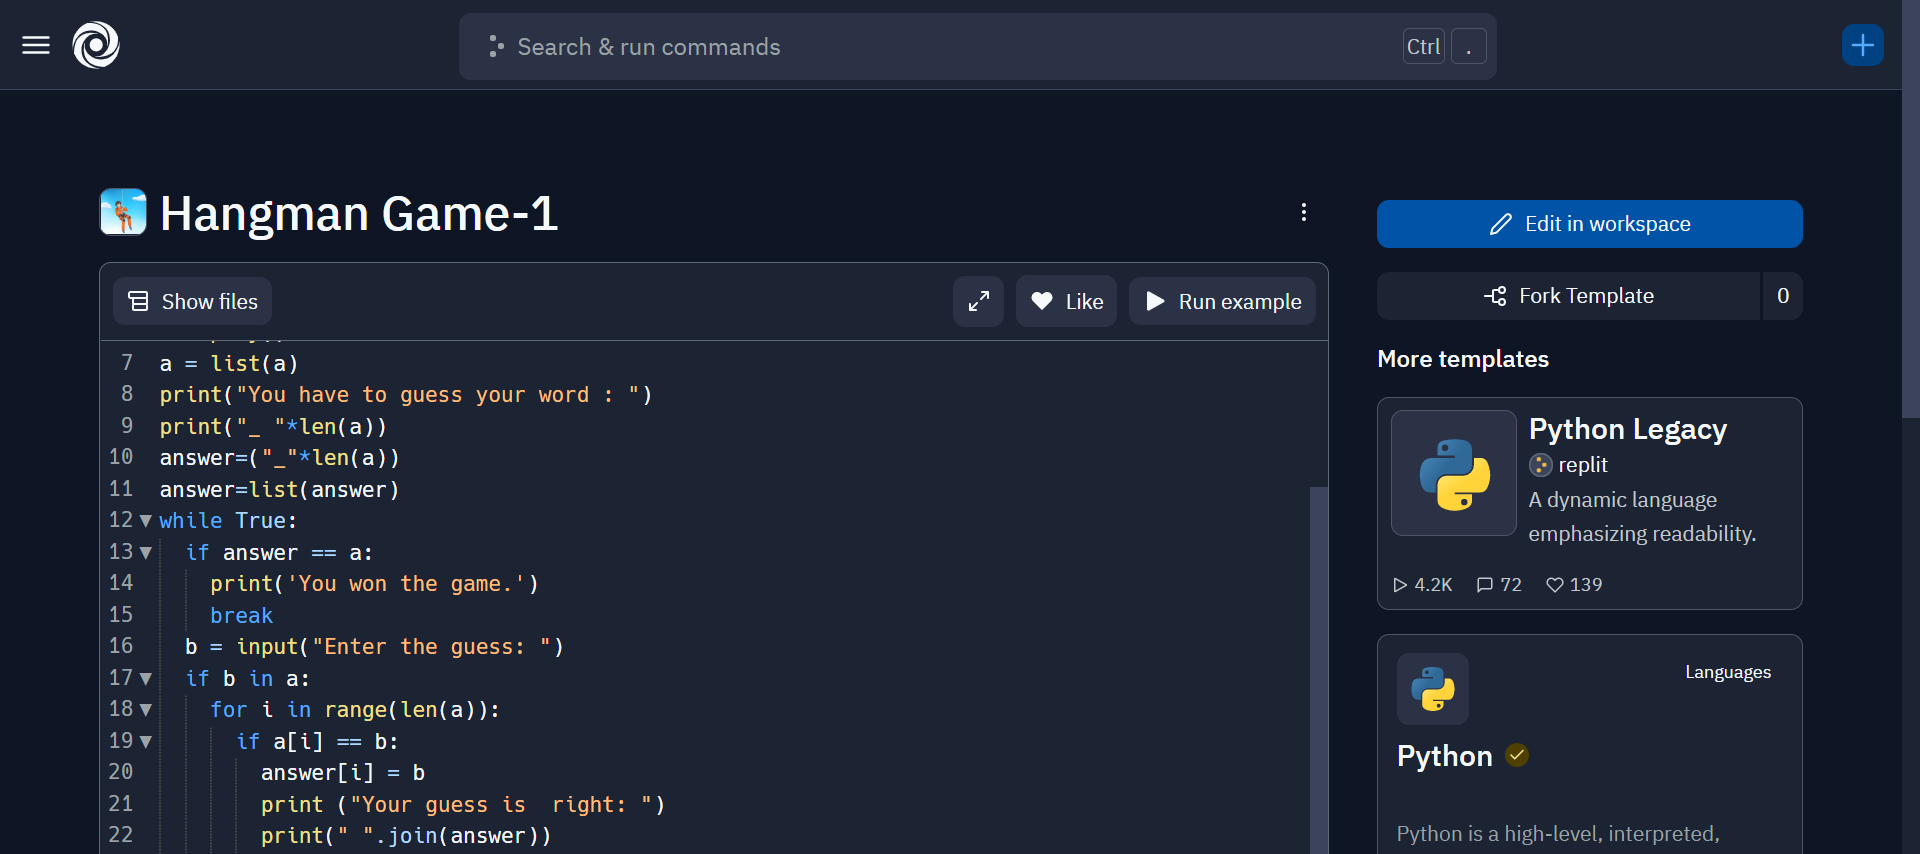 Search & run commands
Ctrl .
Hangman Game-1
Show files
Like
Run example
7 a = list(a)
8 print("You have to guess your word : ")
9 print("_ "*len(a))
10 answer=("_"*len(a))
11 answer=list(answer)
12 while True:
13   if answer == a:
14     print('You won the game.')
15     break
16   b = input("Enter the guess: ")
17   if b in a:
18     for i in range(len(a)):
19       if a[i] == b:
20         answer[i] = b
21         print ("Your guess is  right: ")
22         print(" ".join(answer))
Edit in workspace
Fork Template 0
More templates
Python Legacy
replit
A dynamic language
emphasizing readability.
4.2K 72 139
Languages
Python
Python is a high-level, interpreted,